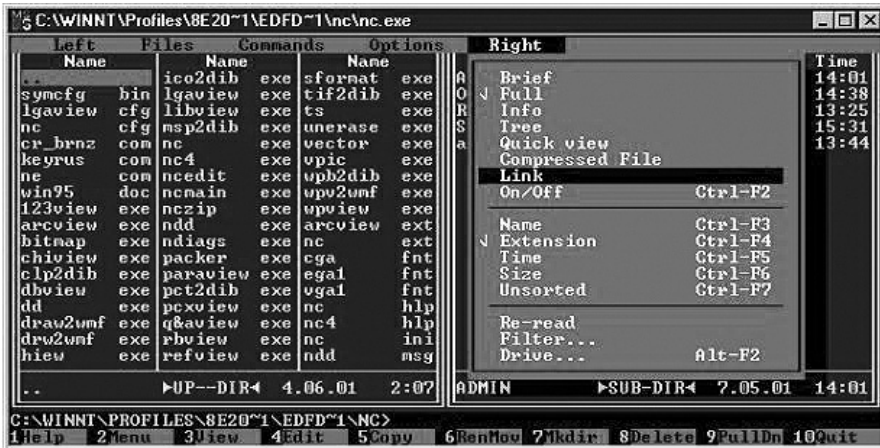 C:\WINNT\Profiles\8E20~1\EDFD~1\nc\nc.exe
Left Files Commands Options Right
Name Name Name Time
.. ico2dib exe sformat exe A Brief 14:01
symcfg bin lgaview exe tif2dib exe O √ Full 14:38
lgaview cfg libview exe ts exe R Info 13:25
nc cfg msp2dib exe unerase exe S Tree 15:31
cr_brnz com nc exe vector exe a Quick view 13:44
keyrus com nc4 exe vpic exe Compressed File
ne com ncedit exe wpb2dib exe Link
win95 doc ncmain exe wpv2wmf exe On/Off Ctrl-F2
123view exe nczip exe wpview exe
arcview exe ndd exe arcview ext Name Ctrl-F3
bitmap exe ndiags exe nc ext √ Extension Ctrl-F4
chiview exe packer exe cga fnt Time Ctrl-F5
clp2dib exe paraview exe ega1 fnt Size Ctrl-F6
dbview exe pct2dib exe vga1 fnt Unsorted Ctrl-F7
dd exe pcxview exe nc hlp
draw2wmf exe q&aview exe nc4 hlp Re-read
drw2wmf exe rbview exe nc ini Filter...
hiew exe refview exe ndd msg Drive... Alt-F2
.. ►UP--DIR◄ 4.06.01 2:07 ADMIN ►SUB-DIR◄ 7.05.01 14:01
C:\WINNT\PROFILES\8E20~1\EDFD~1\NC>
1Help 2Menu 3View 4Edit 5Copy 6RenMov 7Mkdir 8Delete 9PullDn 10Quit